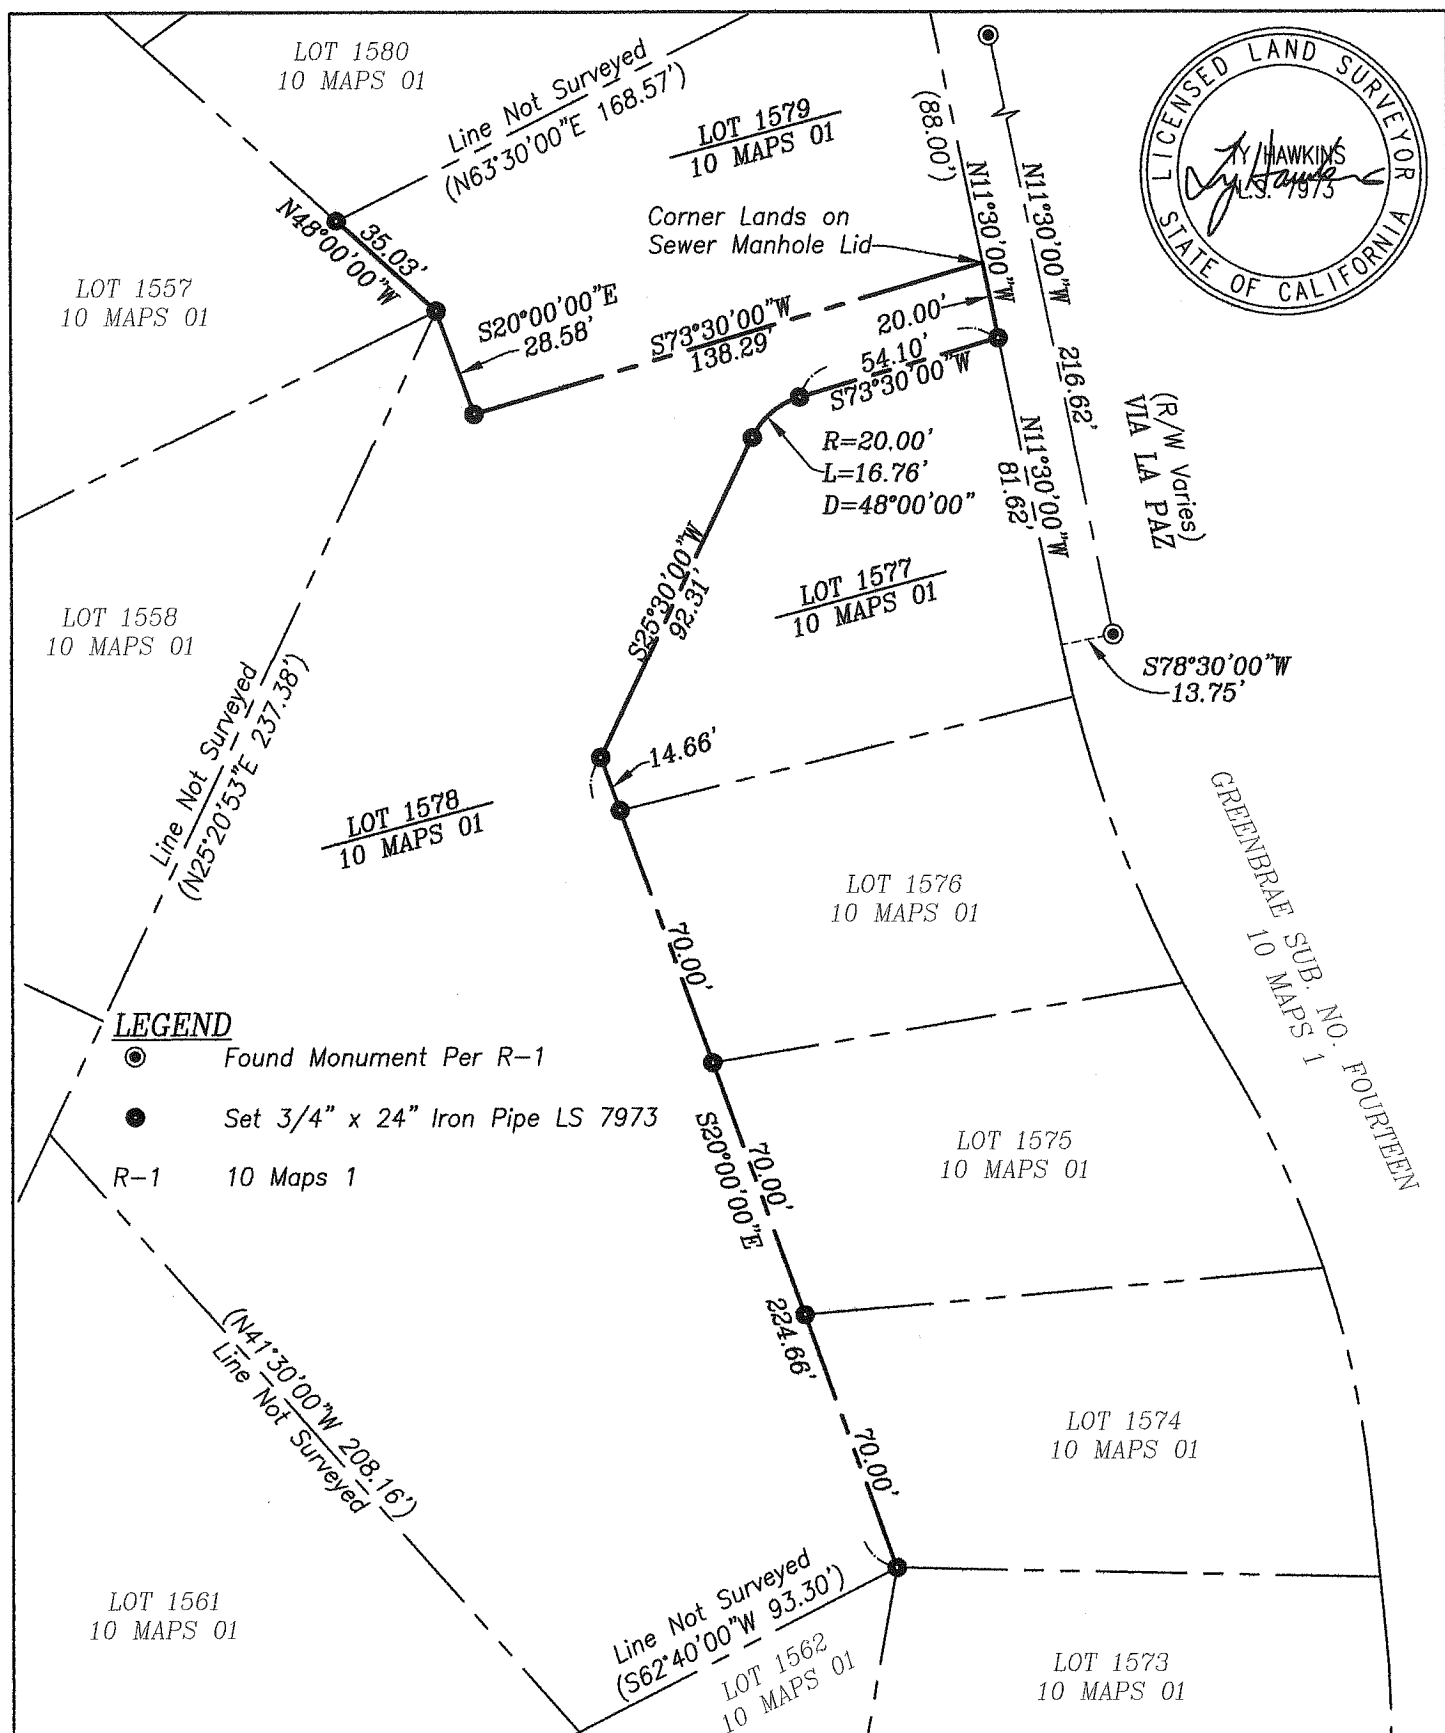 LOT 1580
10 MAPS 01
Line Not Surveyed
(N63°30'00"E 168.57')
LOT 1579
10 MAPS 01
(88.00')
N11°30'00"W
N11°30'00"W
216.62'
LICENSED LAND SURVEYOR
TY HAWKINS
L.S. 7973
STATE OF CALIFORNIA
Corner Lands on
Sewer Manhole Lid
35.03'
N48°00'00"W
LOT 1557
10 MAPS 01
S20°00'00"E
28.58'
S73°30'00"W
138.29'
20.00'
54.10'
S73°30'00"W
R=20.00'
L=16.76'
D=48°00'00"
N11°30'00"W
81.62'
(R/W Varies)
VIA LA PAZ
S25°30'00"W
92.31'
LOT 1577
10 MAPS 01
LOT 1558
10 MAPS 01
S78°30'00"W
13.75'
Line Not Surveyed
(N25°20'53"E 237.38')
14.66'
LOT 1578
10 MAPS 01
LOT 1576
10 MAPS 01
GREENBRAE SUB. NO. FOURTEEN
10 MAPS 1
70.00'
LEGEND
Found Monument Per R-1
Set 3/4" x 24" Iron Pipe LS 7973
R-1 10 Maps 1
70.00'
S20°00'00"E
224.66'
LOT 1575
10 MAPS 01
(N41°30'00"W 208.16')
Line Not Surveyed
70.00'
LOT 1574
10 MAPS 01
LOT 1561
10 MAPS 01
Line Not Surveyed
(S62°40'00"W 93.30')
LOT 1562
10 MAPS 01
LOT 1573
10 MAPS 01